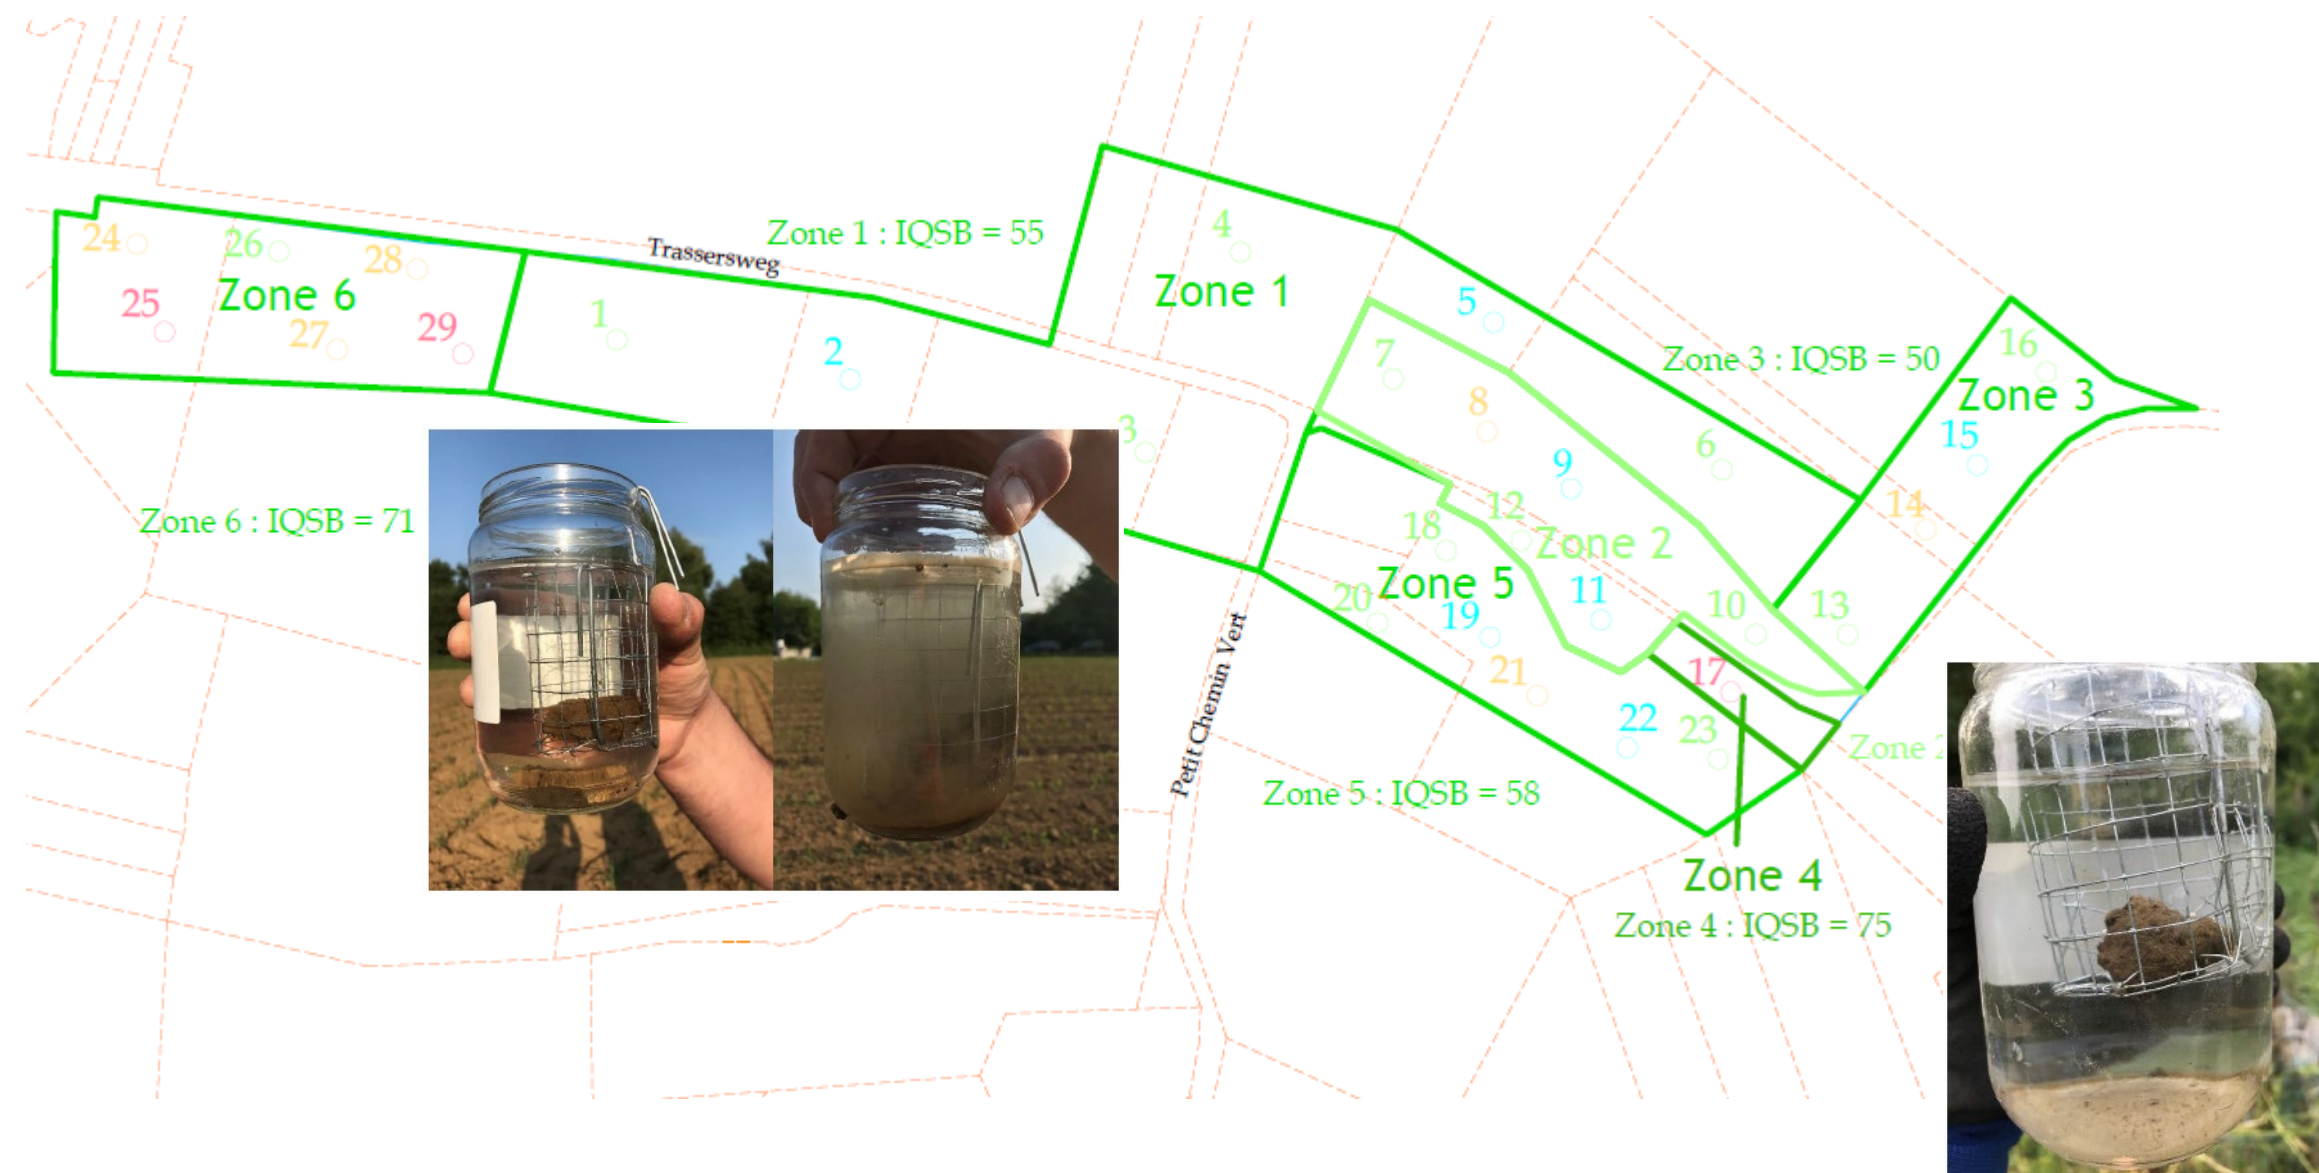 Zone 1 : IQSB = 55
Trassersweg
4
Zone 1
24
26
28
Zone 6
25
27
29
1
2
5
7
8
Zone 3 : IQSB = 50
16
Zone 3
15
3
9
6
14
Zone 6 : IQSB = 71
18
12
Zone 2
Zone 5
20
19
11
10
13
21
17
22
23
Petit Chemin Vert
Zone 5 : IQSB = 58
Zone
Zone 4
Zone 4 : IQSB = 75